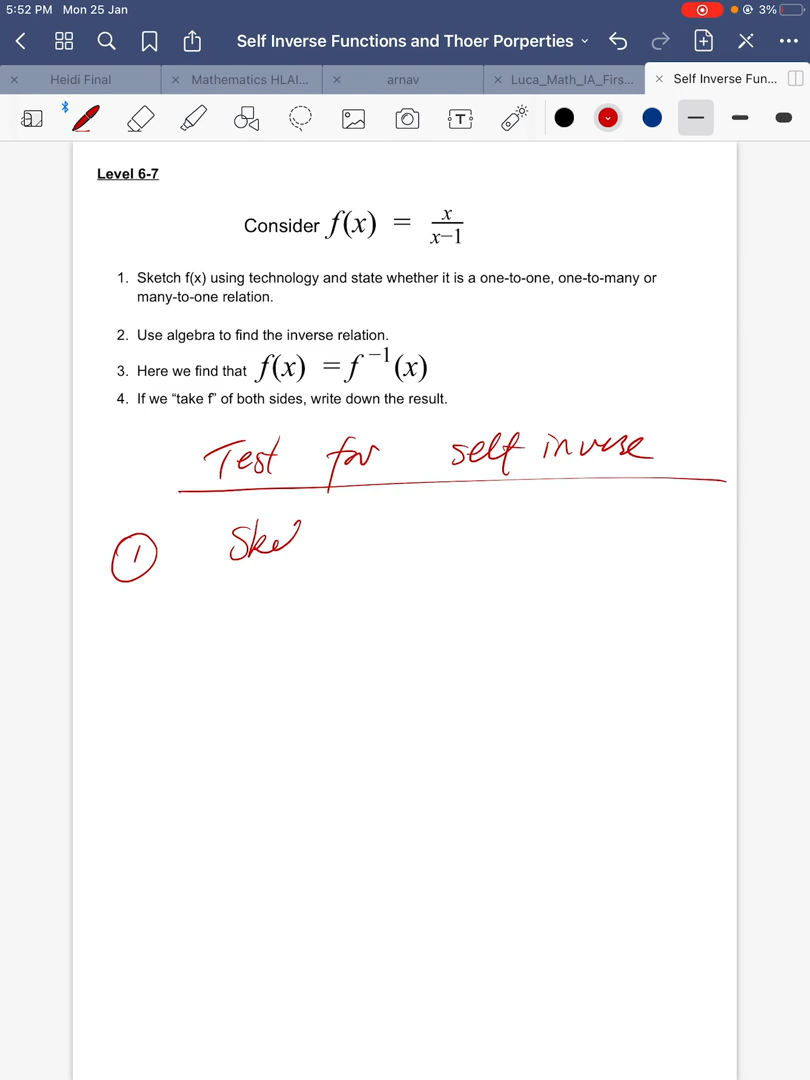 5:52 PM Mon 25 Jan 3%
Self Inverse Functions and Thoer Porperties
Heidi Final
Mathematics HLAI...
arnav
Luca_Math_IA_Firs...
Self Inverse Fun...
T
Level 6-7
Consider f(x) = x/(x−1)
1. Sketch f(x) using technology and state whether it is a one-to-one, one-to-many or
many-to-one relation.
2. Use algebra to find the inverse relation.
3. Here we find that f(x) = f⁻¹(x)
4. If we “take f” of both sides, write down the result.
Test for self inverse
① Ske